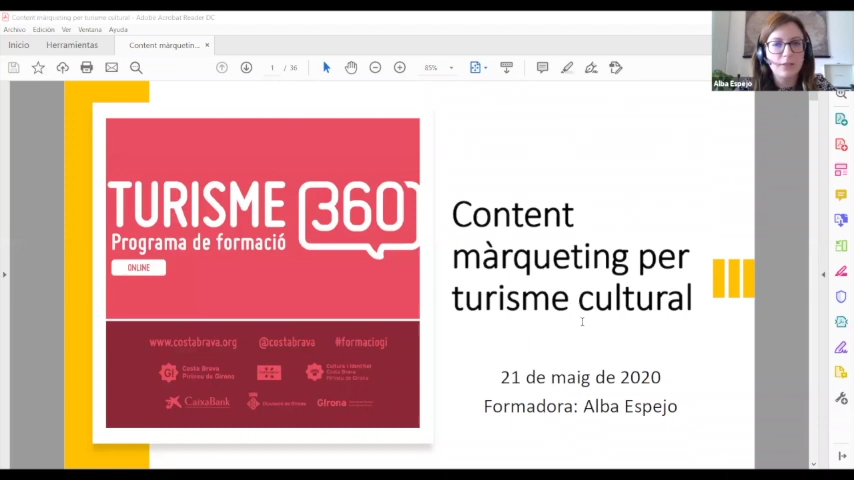 Content màrqueting per turisme cultural - Adobe Acrobat Reader DC
Archivo Edición Ver Ventana Ayuda
Inicio Herramientas Content màrquetin... ×
1 / 36 85%
Alba Espejo
TURISME 360º
Programa de formació
ONLINE
www.costabrava.org @costabrava #formaciogi
Costa Brava
Pirineu de Girona
Cultura i Identitat
Costa Brava
Pirineu de Girona
CaixaBank
Girona
Content
màrqueting per
turisme cultural
21 de maig de 2020
Formadora: Alba Espejo